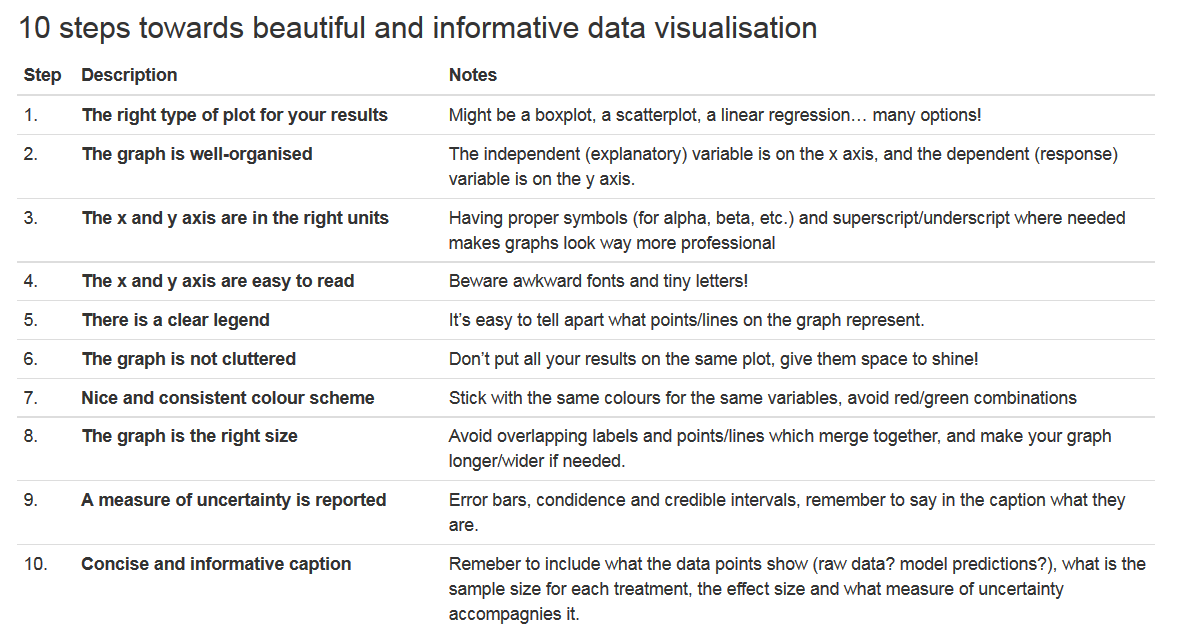 10 steps towards beautiful and informative data visualisation
Step Description Notes
1. The right type of plot for your results Might be a boxplot, a scatterplot, a linear regression… many options!
2. The graph is well-organised The independent (explanatory) variable is on the x axis, and the dependent (response)
variable is on the y axis.
3. The x and y axis are in the right units Having proper symbols (for alpha, beta, etc.) and superscript/underscript where needed
makes graphs look way more professional
4. The x and y axis are easy to read Beware awkward fonts and tiny letters!
5. There is a clear legend It’s easy to tell apart what points/lines on the graph represent.
6. The graph is not cluttered Don’t put all your results on the same plot, give them space to shine!
7. Nice and consistent colour scheme Stick with the same colours for the same variables, avoid red/green combinations
8. The graph is the right size Avoid overlapping labels and points/lines which merge together, and make your graph
longer/wider if needed.
9. A measure of uncertainty is reported Error bars, condidence and credible intervals, remember to say in the caption what they
are.
10. Concise and informative caption Remeber to include what the data points show (raw data? model predictions?), what is the
sample size for each treatment, the effect size and what measure of uncertainty
accompagnies it.